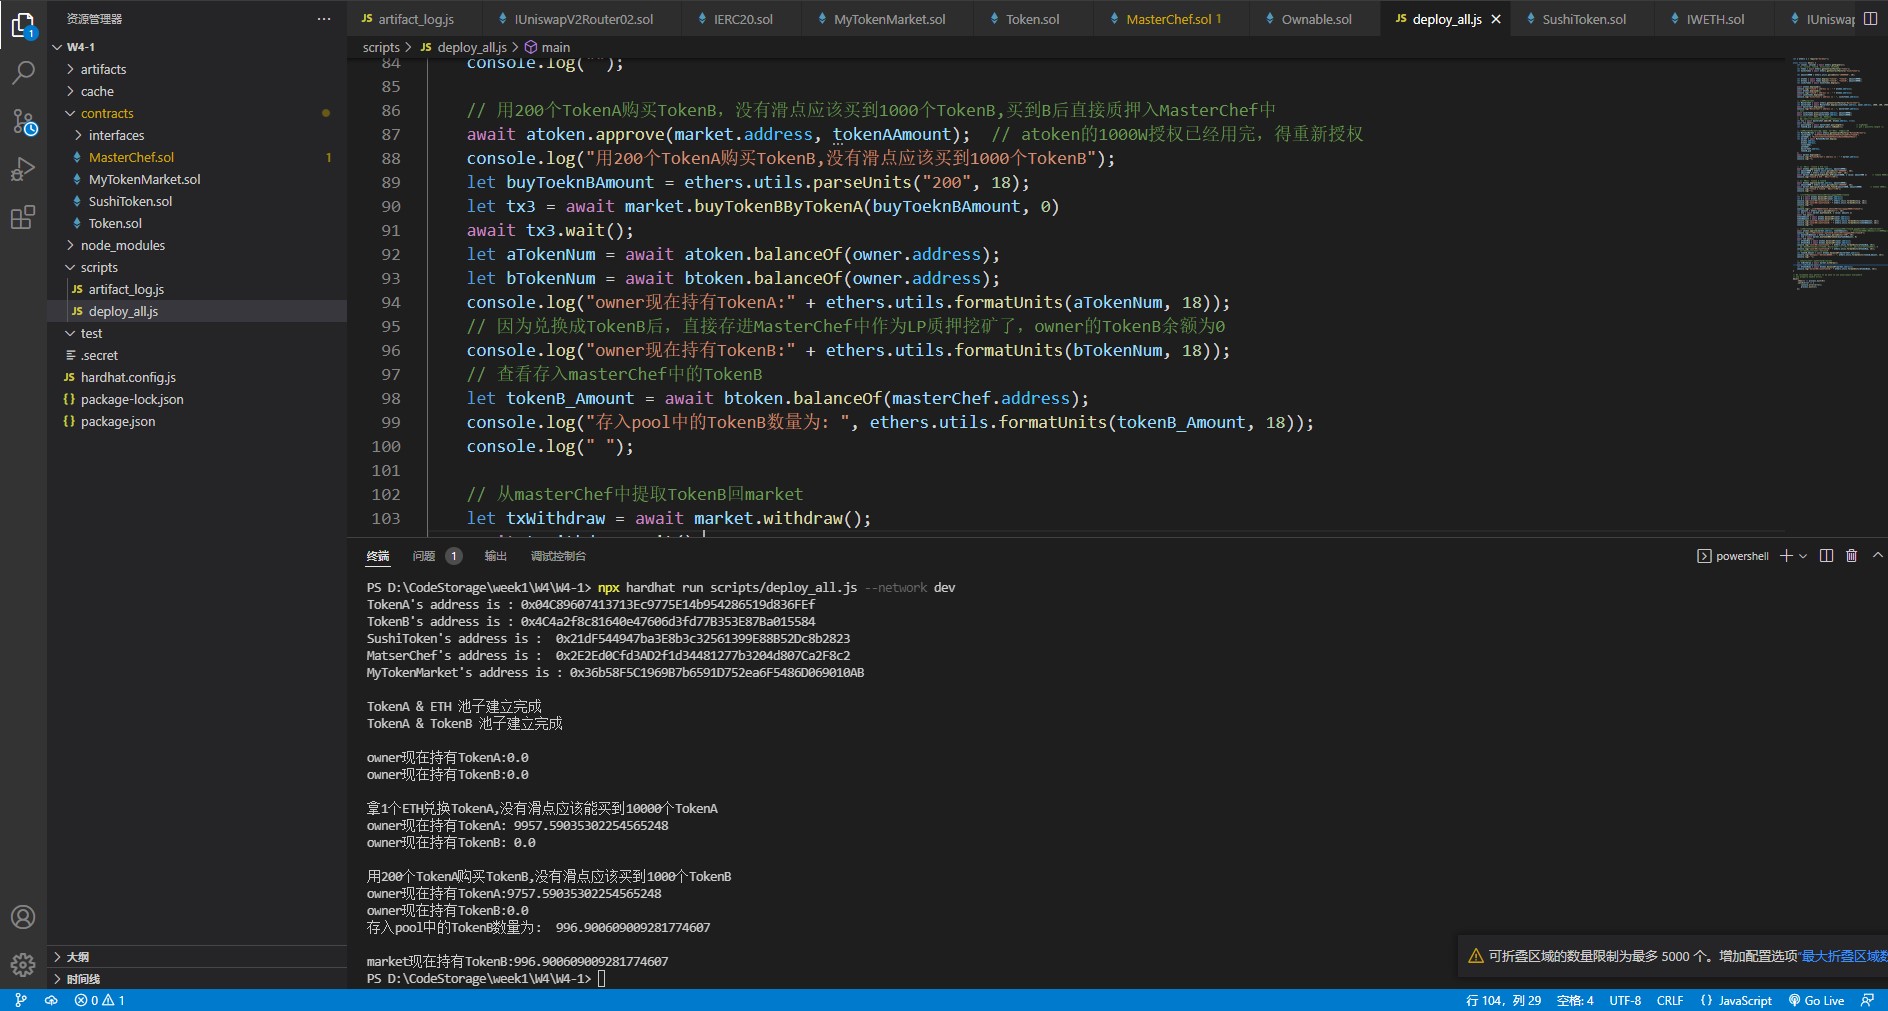 资源管理器
W4-1
artifacts
cache
contracts
interfaces
MasterChef.sol 1
MyTokenMarket.sol
SushiToken.sol
Token.sol
node_modules
scripts
JS artifact_log.js
JS deploy_all.js
test
.secret
JS hardhat.config.js
{} package-lock.json
{} package.json
大纲
时间线
1
JS artifact_log.js
IUniswapV2Router02.sol
IERC20.sol
MyTokenMarket.sol
Token.sol
MasterChef.sol 1
Ownable.sol
JS deploy_all.js
SushiToken.sol
IWETH.sol
IUniswap
scripts > JS deploy_all.js > main
84 console.log("");
85
86 // 用200个TokenA购买TokenB，没有滑点应该买到1000个TokenB,买到B后直接质押入MasterChef中
87 await atoken.approve(market.address, tokenAAmount);  // atoken的1000W授权已经用完，得重新授权
88 console.log("用200个TokenA购买TokenB,没有滑点应该买到1000个TokenB");
89 let buyToeknBAmount = ethers.utils.parseUnits("200", 18);
90 let tx3 = await market.buyTokenBByTokenA(buyToeknBAmount, 0)
91 await tx3.wait();
92 let aTokenNum = await atoken.balanceOf(owner.address);
93 let bTokenNum = await btoken.balanceOf(owner.address);
94 console.log("owner现在持有TokenA:" + ethers.utils.formatUnits(aTokenNum, 18));
95 // 因为兑换成TokenB后，直接存进MasterChef中作为LP质押挖矿了，owner的TokenB余额为0
96 console.log("owner现在持有TokenB:" + ethers.utils.formatUnits(bTokenNum, 18));
97 // 查看存入masterChef中的TokenB
98 let tokenB_Amount = await btoken.balanceOf(masterChef.address);
99 console.log("存入pool中的TokenB数量为: ", ethers.utils.formatUnits(tokenB_Amount, 18));
100 console.log(" ");
101
102 // 从masterChef中提取TokenB回market
103 let txWithdraw = await market.withdraw();
终端 问题 1 输出 调试控制台
powershell
PS D:\CodeStorage\week1\W4\W4-1> npx hardhat run scripts/deploy_all.js --network dev
TokenA's address is : 0x04C89607413713Ec9775E14b954286519d836FEf
TokenB's address is : 0x4C4a2f8c81640e47606d3fd77B353E87Ba015584
SushiToken's address is :  0x21dF544947ba3E8b3c32561399E88B52Dc8b2823
MatserChef's address is :  0x2E2Ed0Cfd3AD2f1d34481277b3204d807Ca2F8c2
MyTokenMarket's address is : 0x36b58F5C1969B7b6591D752ea6F5486D069010AB
TokenA & ETH 池子建立完成
TokenA & TokenB 池子建立完成
owner现在持有TokenA:0.0
owner现在持有TokenB:0.0
拿1个ETH兑换TokenA,没有滑点应该能买到10000个TokenA
owner现在持有TokenA: 9957.59035302254565248
owner现在持有TokenB: 0.0
用200个TokenA购买TokenB,没有滑点应该买到1000个TokenB
owner现在持有TokenA:9757.59035302254565248
owner现在持有TokenB:0.0
存入pool中的TokenB数量为:  996.900609009281774607
market现在持有TokenB:996.900609009281774607
PS D:\CodeStorage\week1\W4\W4-1>
可折叠区域的数量限制为最多 5000 个。增加配置选项"最大折叠区域数
0 1
行 104，列 29 空格: 4 UTF-8 CRLF {} JavaScript Go Live